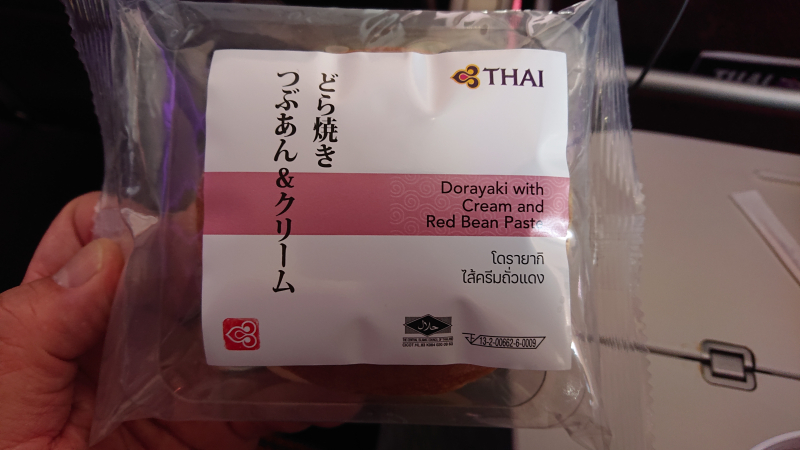 THAI
どら焼き
つぶあん&クリーム
Dorayaki with
Cream and
Red Bean Paste
โดรายากิ
ไส้ครีมถั่วแดง
حلال
13-2-00662-6-0009
THAI